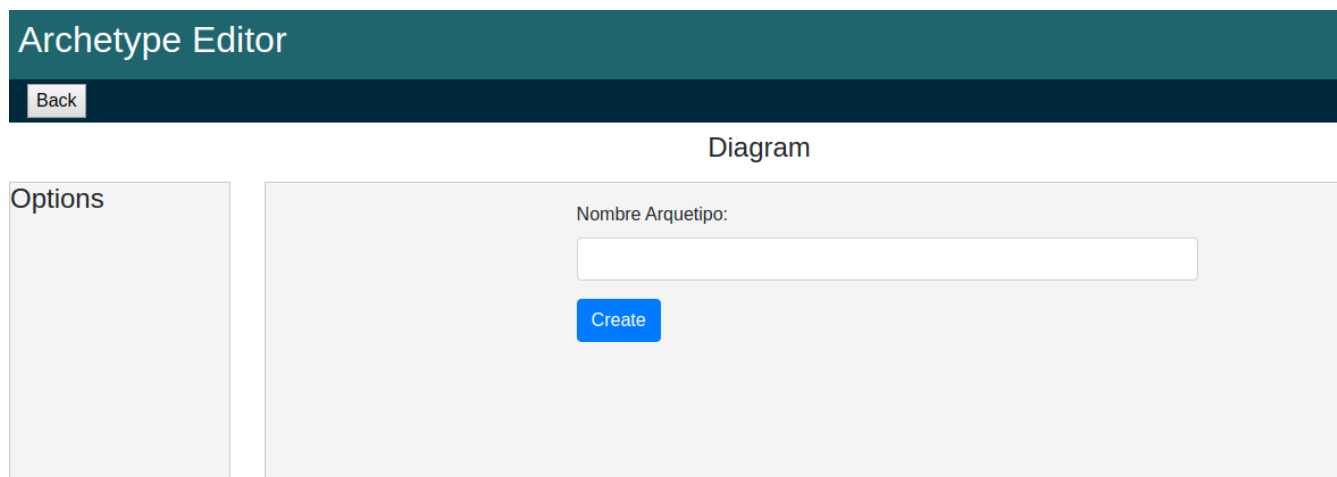 Archetype Editor
Back
Diagram
Options
Nombre Arquetipo:
Create